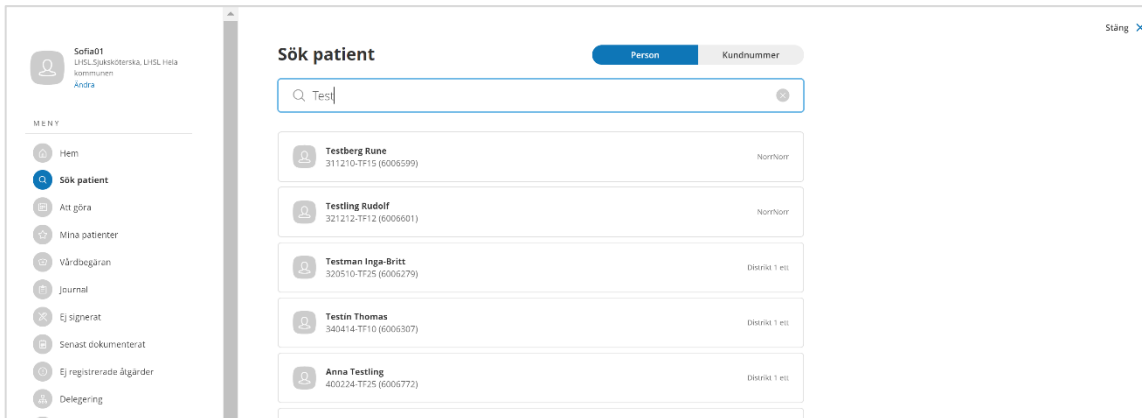 Stäng
Sofia01
LHSL.Sjuksköterska, LHSL Hela
kommunen
Ändra
MENY
Hem
Sök patient
Att göra
Mina patienter
Vårdbegäran
Journal
Ej signerat
Senast dokumenterat
Ej registrerade åtgärder
Delegering
Sök patient
Person
Kundnummer
Test
Testberg Rune
311210-TF15 (6006599)
NorrNorr
Testling Rudolf
321212-TF12 (6006601)
NorrNorr
Testman Inga-Britt
320510-TF25 (6006279)
Distrikt 1 ett
Testín Thomas
340414-TF10 (6006307)
Distrikt 1 ett
Anna Testling
400224-TF25 (6006772)
Distrikt 1 ett